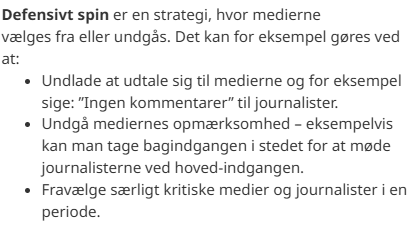 Defensivt spin er en strategi, hvor medierne
vælges fra eller undgås. Det kan for eksempel gøres ved
at:
• Undlade at udtale sig til medierne og for eksempel
sige: ”Ingen kommentarer” til journalister.
• Undgå mediernes opmærksomhed – eksempelvis
kan man tage bagindgangen i stedet for at møde
journalisterne ved hoved-indgangen.
• Fravælge særligt kritiske medier og journalister i en
periode.